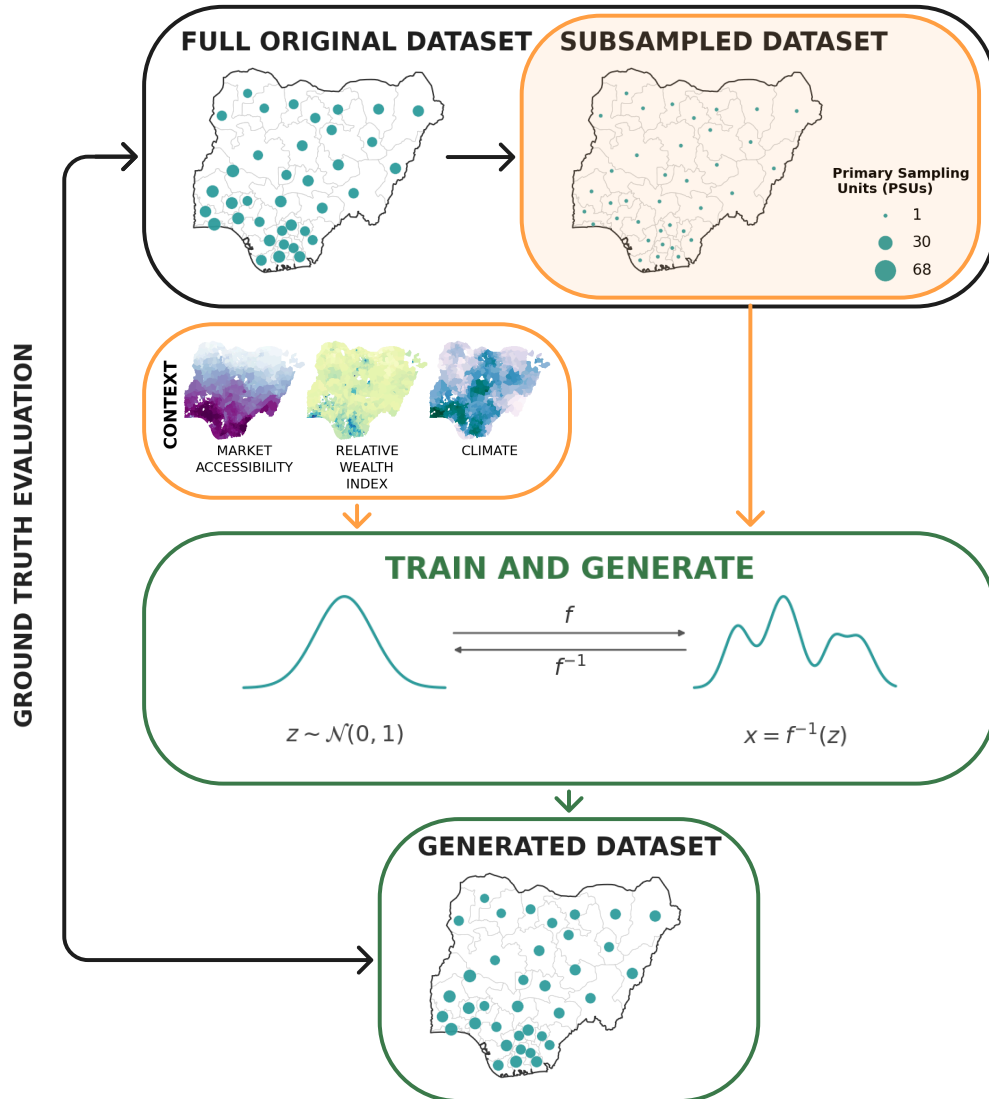 FULL ORIGINAL DATASET
SUBSAMPLED DATASET
Primary Sampling
Units (PSUs)
1
30
68
GROUND TRUTH EVALUATION
CONTEXT
MARKET
ACCESSIBILITY
RELATIVE
WEALTH
INDEX
CLIMATE
TRAIN AND GENERATE
f
f⁻¹
z ~ 𝒩(0, 1)
x = f⁻¹(z)
GENERATED DATASET